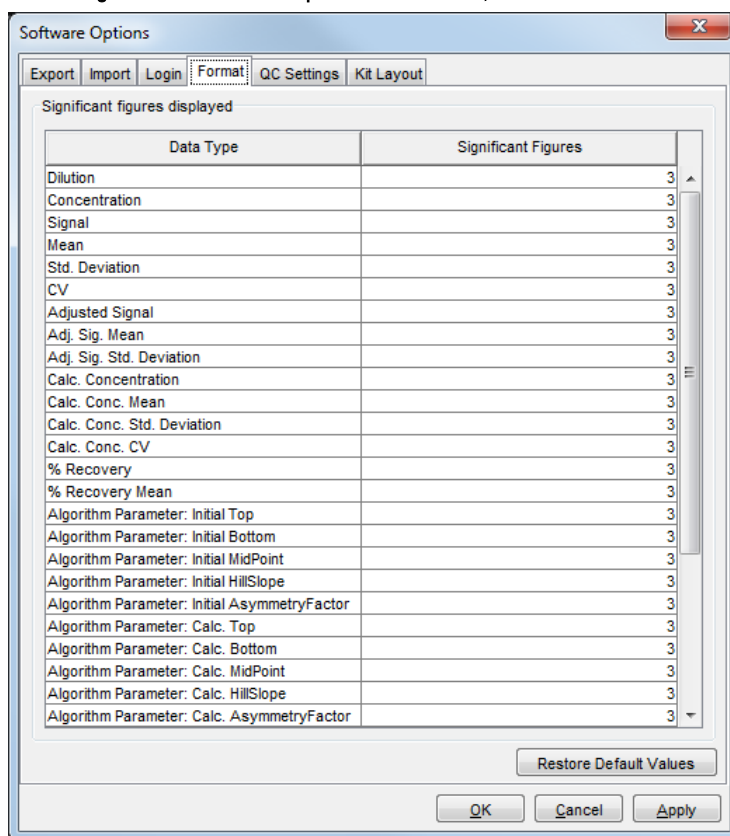 Software Options
Export Import Login Format QC Settings Kit Layout
Significant figures displayed
Data Type Significant Figures
Dilution 3
Concentration 3
Signal 3
Mean 3
Std. Deviation 3
CV 3
Adjusted Signal 3
Adj. Sig. Mean 3
Adj. Sig. Std. Deviation 3
Calc. Concentration 3
Calc. Conc. Mean 3
Calc. Conc. Std. Deviation 3
Calc. Conc. CV 3
% Recovery 3
% Recovery Mean 3
Algorithm Parameter: Initial Top 3
Algorithm Parameter: Initial Bottom 3
Algorithm Parameter: Initial MidPoint 3
Algorithm Parameter: Initial HillSlope 3
Algorithm Parameter: Initial AsymmetryFactor 3
Algorithm Parameter: Calc. Top 3
Algorithm Parameter: Calc. Bottom 3
Algorithm Parameter: Calc. MidPoint 3
Algorithm Parameter: Calc. HillSlope 3
Algorithm Parameter: Calc. AsymmetryFactor 3
Restore Default Values
OK Cancel Apply